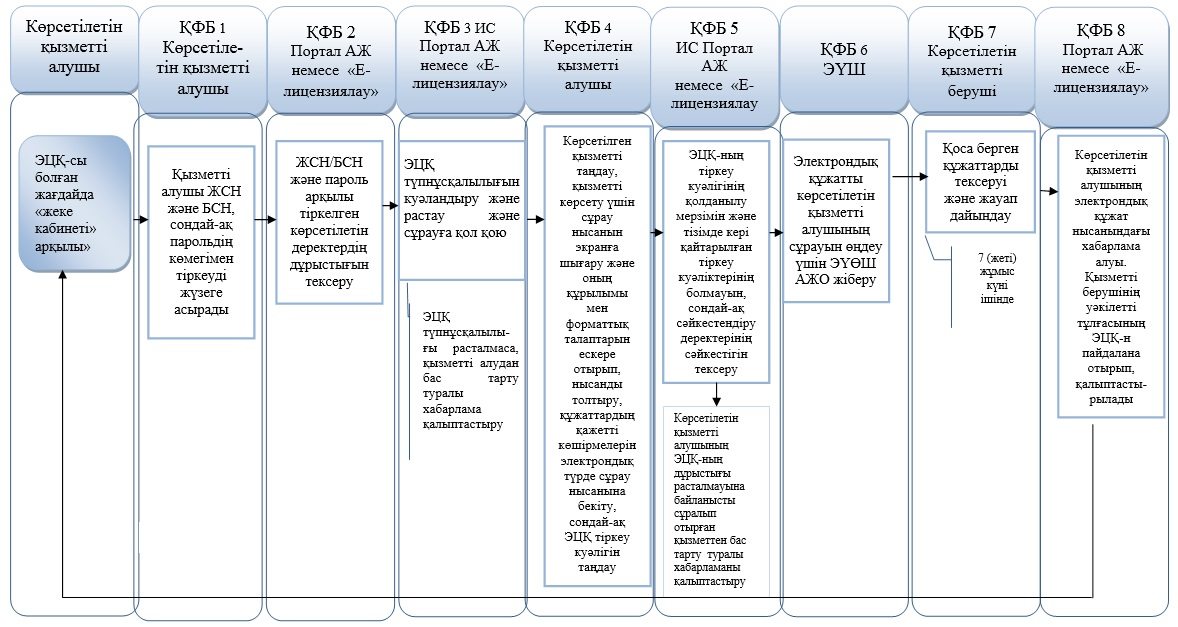 Көрсетілетін
қызметті
алушы
ЭЦҚ-сы
болған
жағдайда
«жеке
кабинеті»
арқылы»
ҚФБ 1
Көрсетіле-
тін қызметті
алушы
Қызметті
алушы ЖСН
және БСН,
сондай-ақ
парольдің
көмегімен
тіркеуді
жүзеге
асырады
ҚФБ 2
Портал АЖ
немесе «Е-
лицензиялау»
ЖСН/БСН
және пароль
арқылы
тіркелген
көрсетілетін
деректердің
дұрыстығын
тексеру
ҚФБ 3 ИС
Портал АЖ
немесе «Е-
лицензиялау»
ЭЦҚ
түпнұсқалылығын
куәландыру және
растау және
сұрауға қол қою
ЭЦҚ
түпнұсқалылы-
ғы расталмаса,
қызметті алудан
бас тарту
туралы
хабарлама
қалыптастыру
ҚФБ 4
Көрсетілетін
қызметті
алушы
Көрсетілген
қызметті
таңдау,
қызметті
көрсету үшін
сұрау
нысанын
экранға
шығару және
оның
құрылымы
мен
форматтық
талаптарын
ескере
отырып,
нысанды
толтыру,
құжаттардың
қажетті
көшірмелерін
электрондық
түрде сұрау
нысанына
бекіту,
сондай-ақ
ЭЦҚ тіркеу
куәлігін
таңдау
ҚФБ 5
ИС Портал
АЖ
немесе «Е-
лицензиялау
ЭЦҚ-ның
тіркеу
куәлігінің
қолданылу
мерзімін және
тізімде кері
қайтарылған
тіркеу
куәліктерінің
болмауын,
сондай-ақ
сәйкестендіру
деректерінің
сәйкестігін
тексеру
Көрсетілетін
қызметті
алушының
ЭЦҚ-ның
дұрыстығы
расталмауына
байланысты
сұралып
отырған
қызметтен бас
тарту туралы
хабарламаны
қалыптастыру
ҚФБ 6
ЭҮШ
Электрондық
құжатты
көрсетілетін
қызметті
алушының
сұрауын өңдеу
үшін ЭҮӨШ
АЖО жіберу
ҚФБ 7
Көрсетілетін
қызметті
беруші
Қоса берген
құжаттарды
тексеруі
және жауап
дайындау
7 (жеті)
жұмыс
күні
ішінде
ҚФБ 8
Портал АЖ
немесе «Е-
лицензиялау»
Көрсетілетін
қызметті
алушының
электрондық
құжат
нысанындағы
хабарлама
алуы.
Қызметті
берушінің
уәкілетті
тұлғасының
ЭЦҚ-н
пайдалана
отырып,
қалыптасты-
рылады